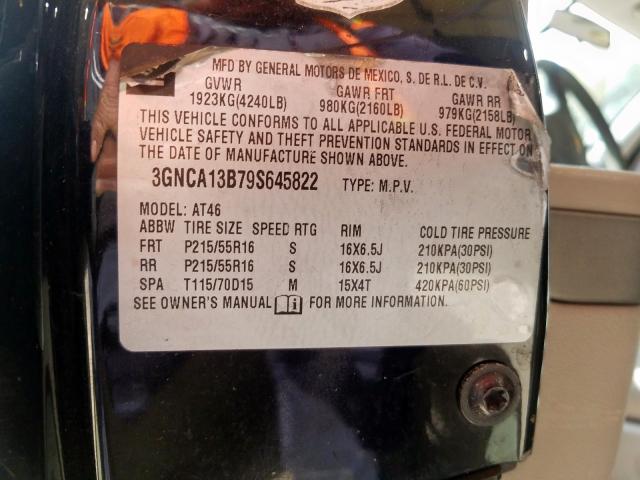 MFD BY GENERAL MOTORS DE MEXICO, S. DE R.L. DE C.V.
GVWR GAWR FRT GAWR RR
1923KG(4240LB) 980KG(2160LB) 979KG(2158LB)
THIS VEHICLE CONFORMS TO ALL APPLICABLE U.S. FEDERAL MOTOR
VEHICLE SAFETY AND THEFT PREVENTION STANDARDS IN EFFECT ON
THE DATE OF MANUFACTURE SHOWN ABOVE.
3GNCA13B79S645822 TYPE: M.P.V.
MODEL: AT46
ABBW TIRE SIZE SPEED RTG RIM COLD TIRE PRESSURE
FRT P215/55R16 S 16X6.5J 210KPA(30PSI)
RR P215/55R16 S 16X6.5J 210KPA(30PSI)
SPA T115/70D15 M 15X4T 420KPA(60PSI)
SEE OWNER'S MANUAL FOR MORE INFORMATION.